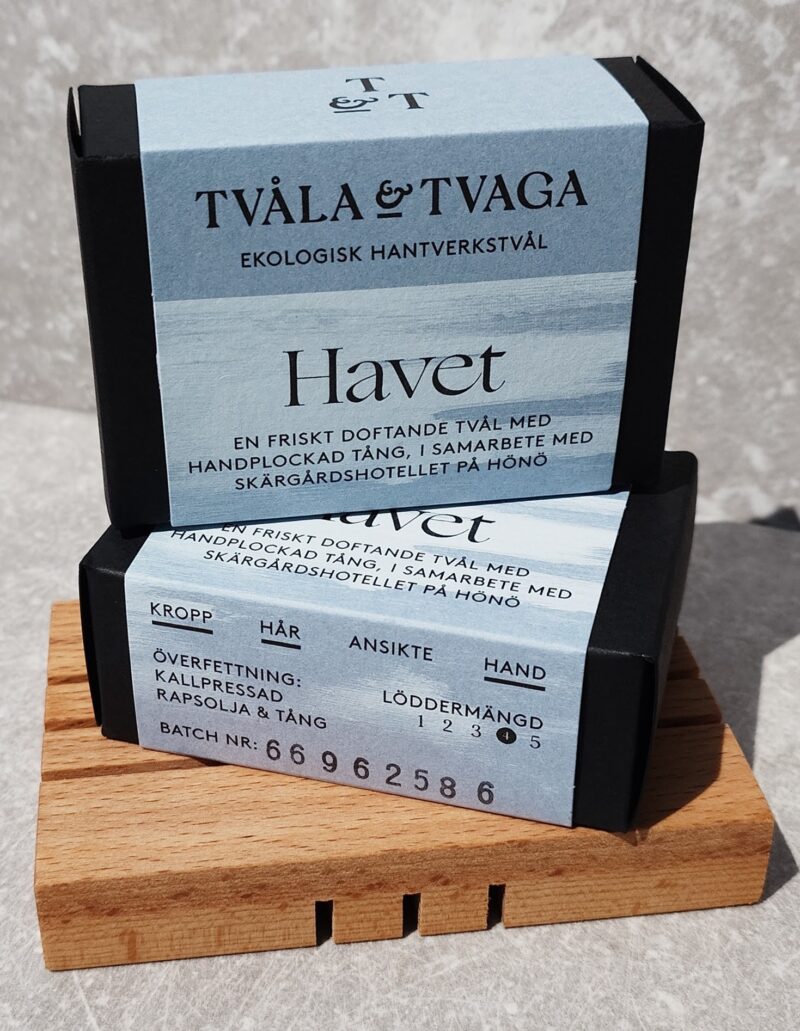 T
& T
TVÅLA & TVAGA
EKOLOGISK HANTVERKSTVÅL
Havet
EN FRISKT DOFTANDE TVÅL MED
HANDPLOCKAD TÅNG, I SAMARBETE MED
SKÄRGÅRDSHOTELLET PÅ HÖNÖ
Havet
EN FRISKT DOFTANDE TVÅL MED
HANDPLOCKAD TÅNG, I SAMARBETE MED
SKÄRGÅRDSHOTELLET PÅ HÖNÖ
KROPP HÅR ANSIKTE HAND
ÖVERFETTNING:
KALLPRESSAD
RAPSOLJA & TÅNG
LÖDDERMÄNGD
1 2 3 4 5
BATCH NR: 66962586